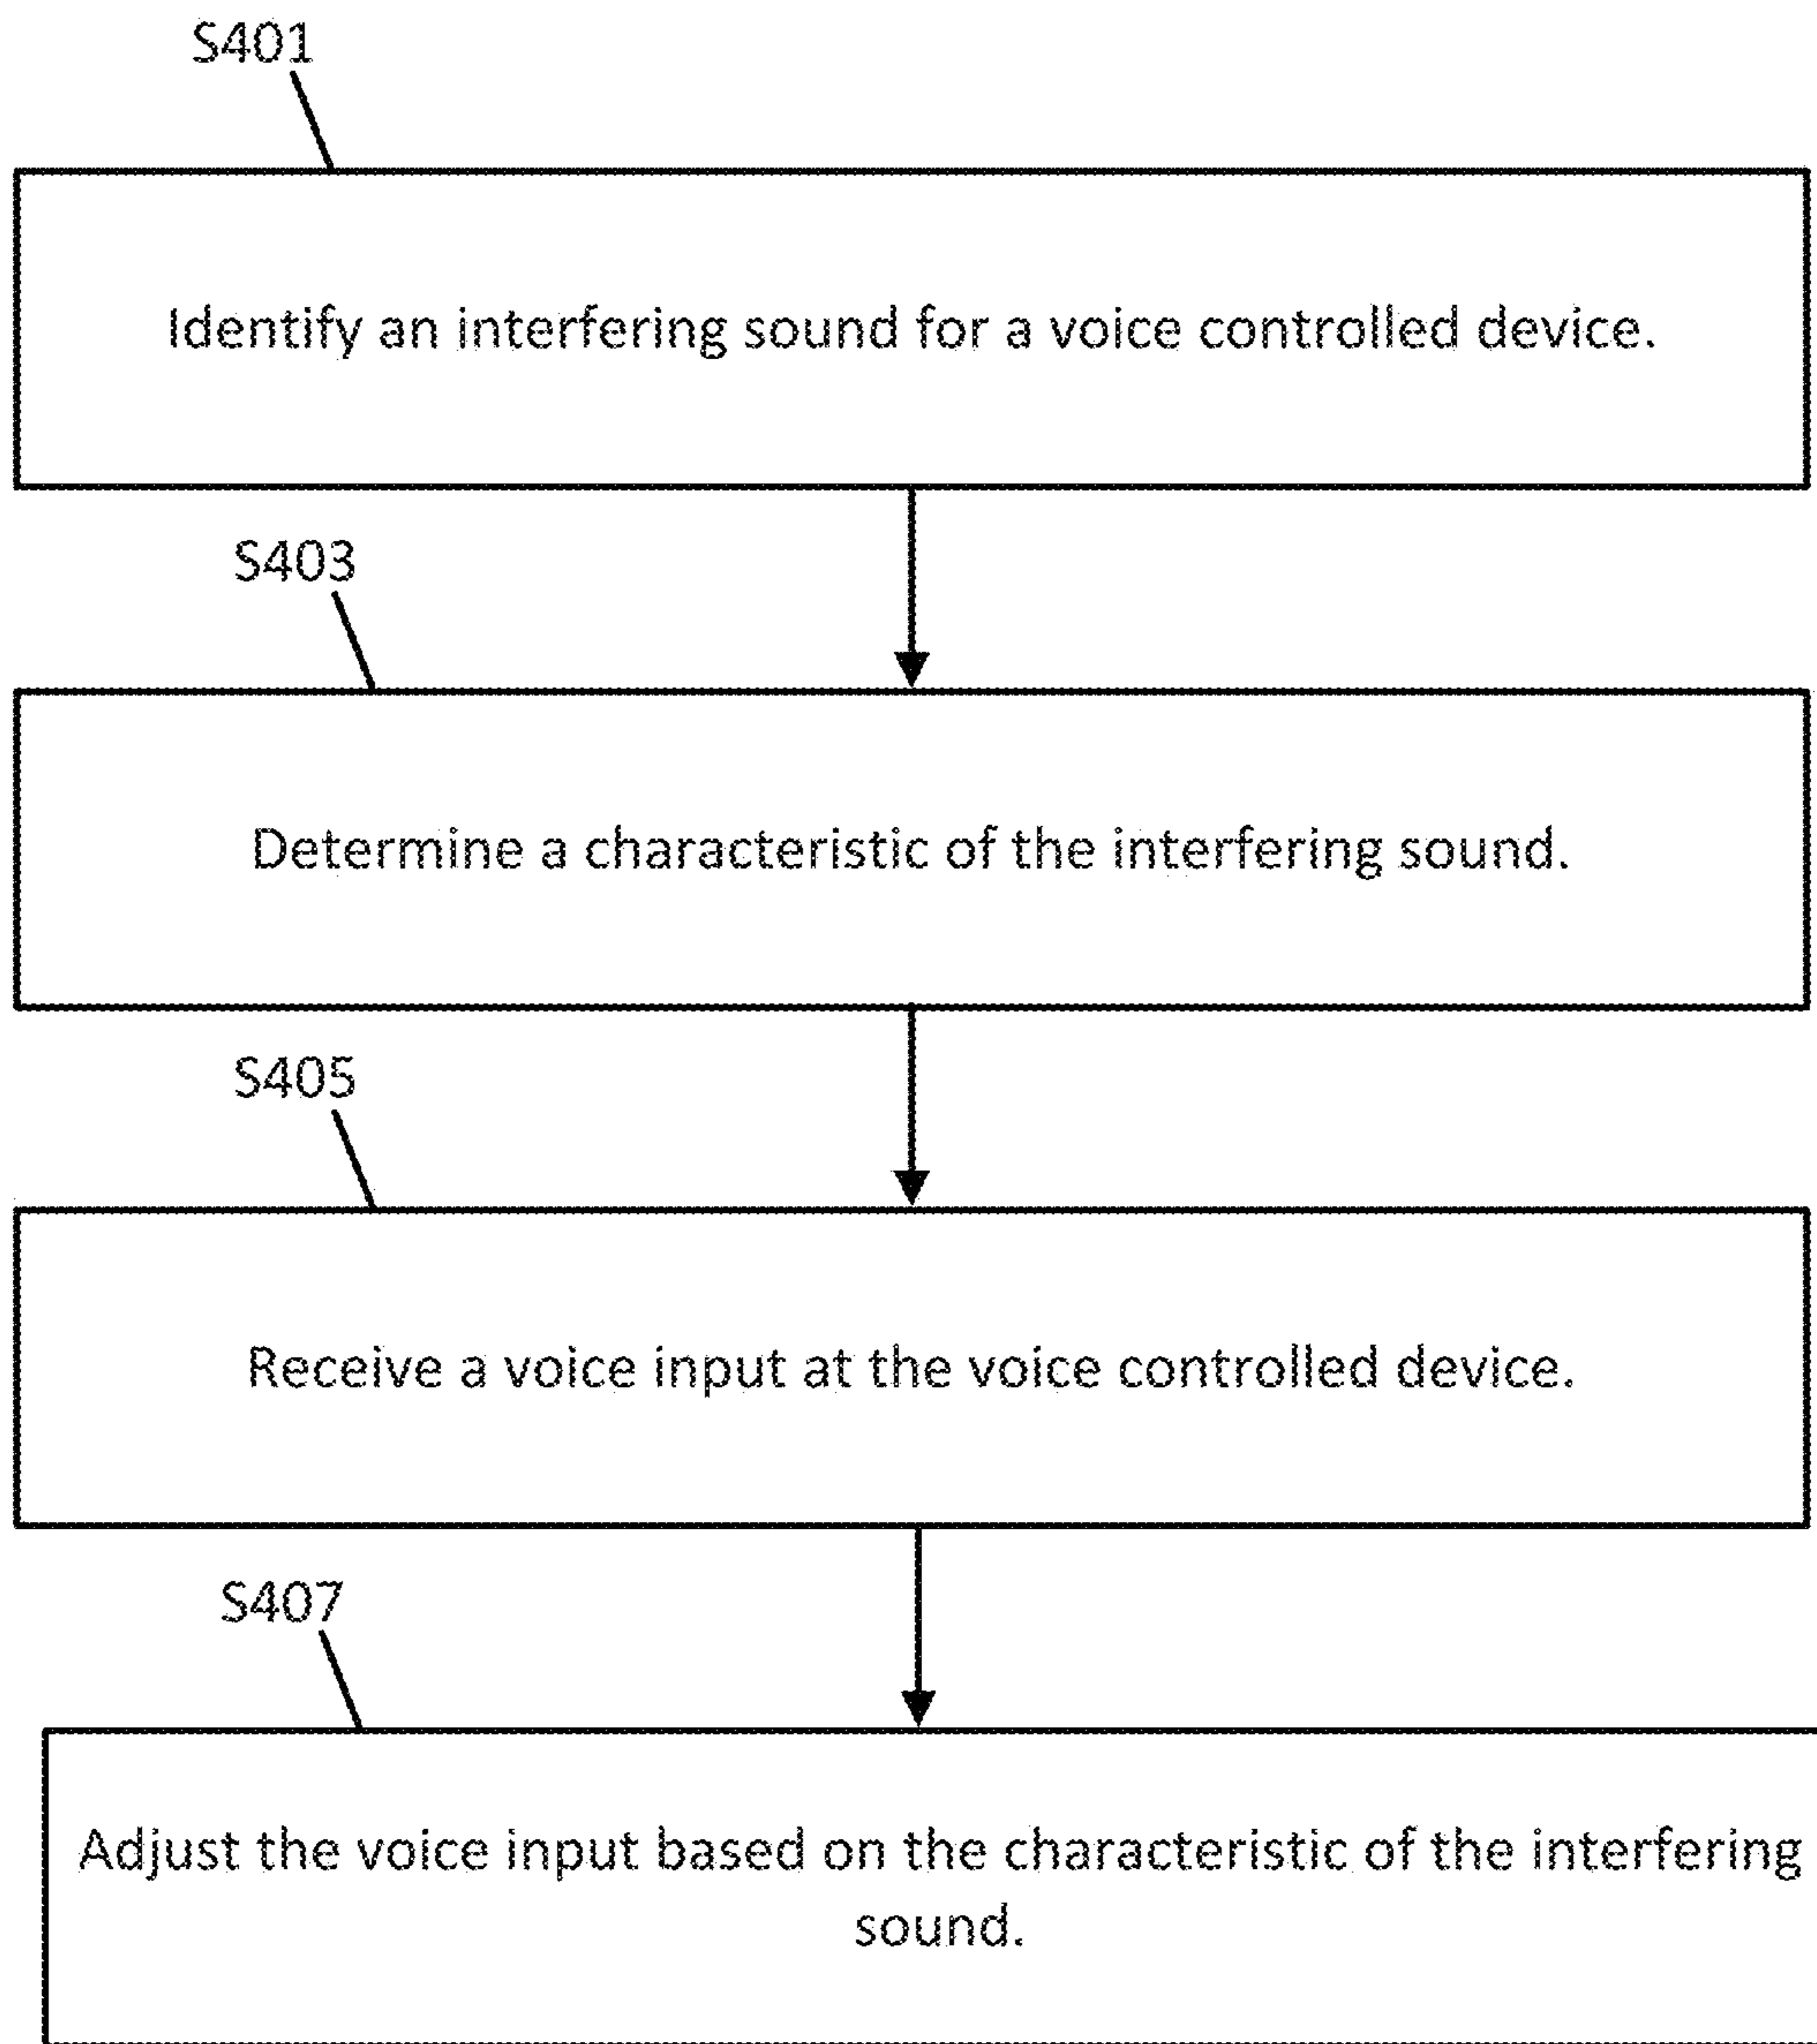 S401
Identify an interfering sound for a voice controlled device.
S403
Determine a characteristic of the interfering sound.
S405
Receive a voice input at the voice controlled device.
S407
Adjust the voice input based on the characteristic of the interfering
sound.